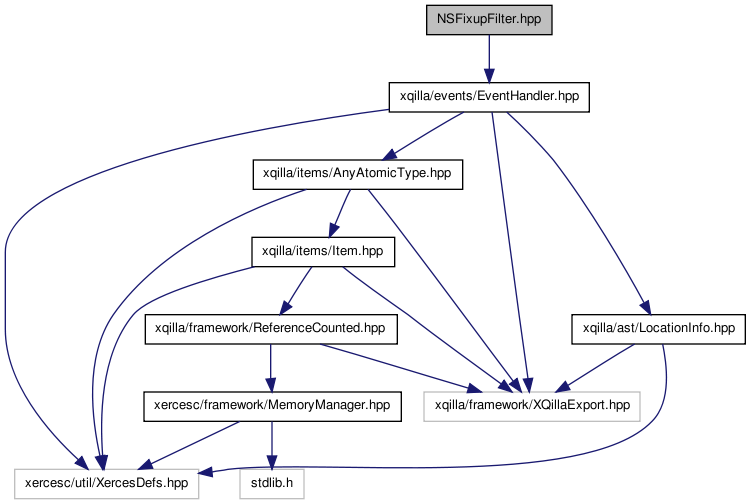 NSFixupFilter.hpp
xqilla/events/EventHandler.hpp
xqilla/items/AnyAtomicType.hpp
xqilla/items/Item.hpp
xqilla/framework/ReferenceCounted.hpp
xqilla/ast/LocationInfo.hpp
xercesc/framework/MemoryManager.hpp
xqilla/framework/XQillaExport.hpp
xercesc/util/XercesDefs.hpp
stdlib.h